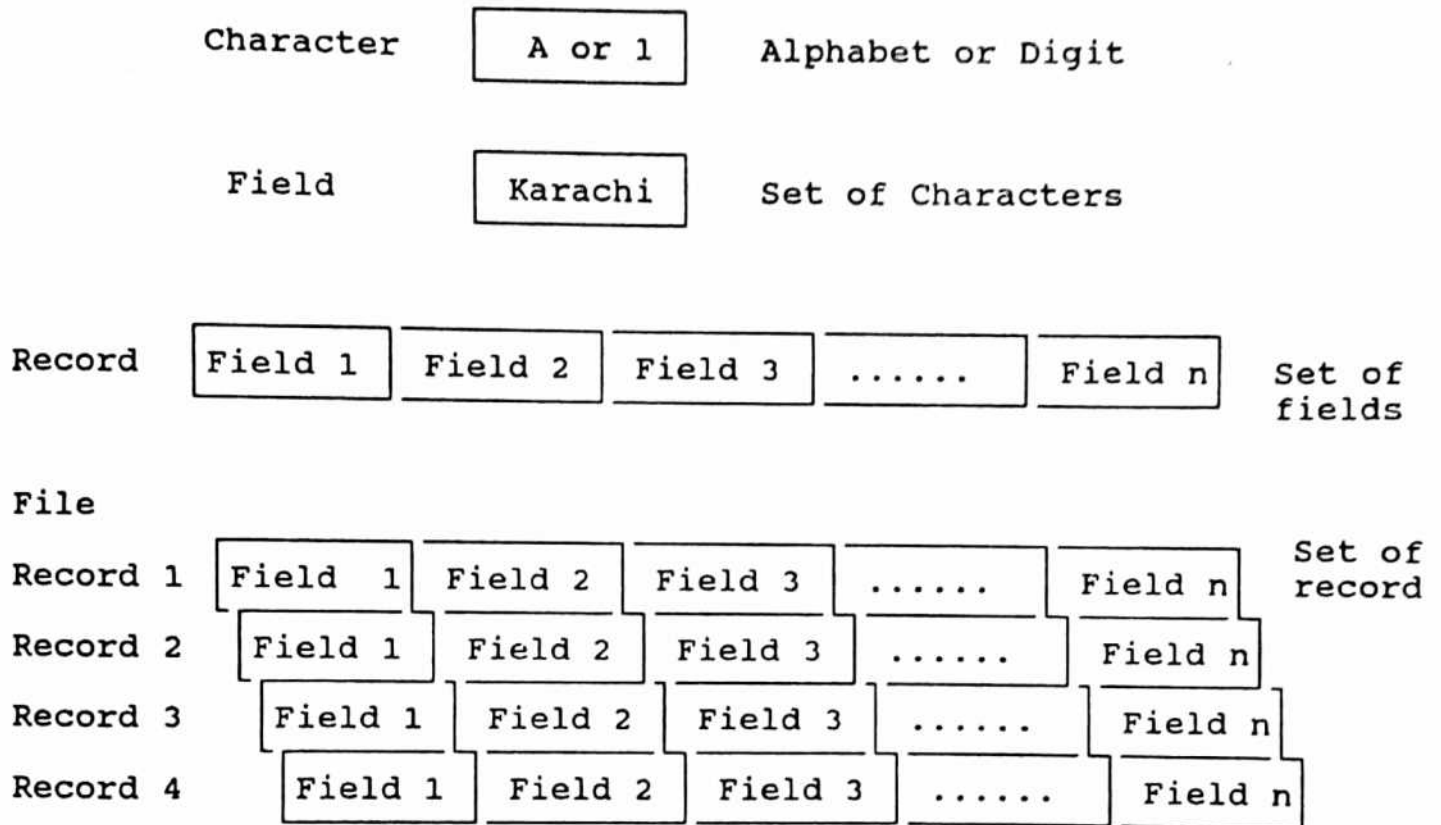 Character A or 1 Alphabet or Digit
Field Karachi Set of Characters
Record Field 1 Field 2 Field 3 ...... Field n Set of
fields
File
Record 1 Field 1 Field 2 Field 3 ...... Field n Set of
record
Record 2 Field 1 Field 2 Field 3 ...... Field n
Record 3 Field 1 Field 2 Field 3 ...... Field n
Record 4 Field 1 Field 2 Field 3 ...... Field n